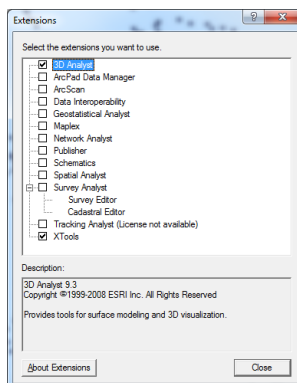 Extensions
Select the extensions you want to use.
3D Analyst
ArcPad Data Manager
ArcScan
Data Interoperability
Geostatistical Analyst
Maplex
Network Analyst
Publisher
Schematics
Spatial Analyst
Survey Analyst
Survey Editor
Cadastral Editor
Tracking Analyst (License not available)
XTools
Description:
3D Analyst 9.3
Copyright ©1999-2008 ESRI Inc. All Rights Reserved
Provides tools for surface modeling and 3D visualization.
About Extensions
Close